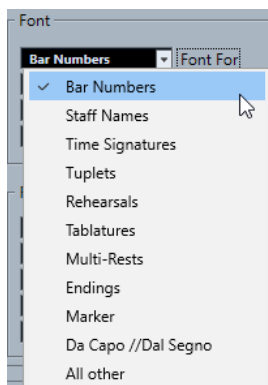 Font
Bar Numbers Font For
Bar Numbers
Staff Names
Time Signatures
Tuplets
Rehearsals
Tablatures
Multi-Rests
Endings
Marker
Da Capo //Dal Segno
All other